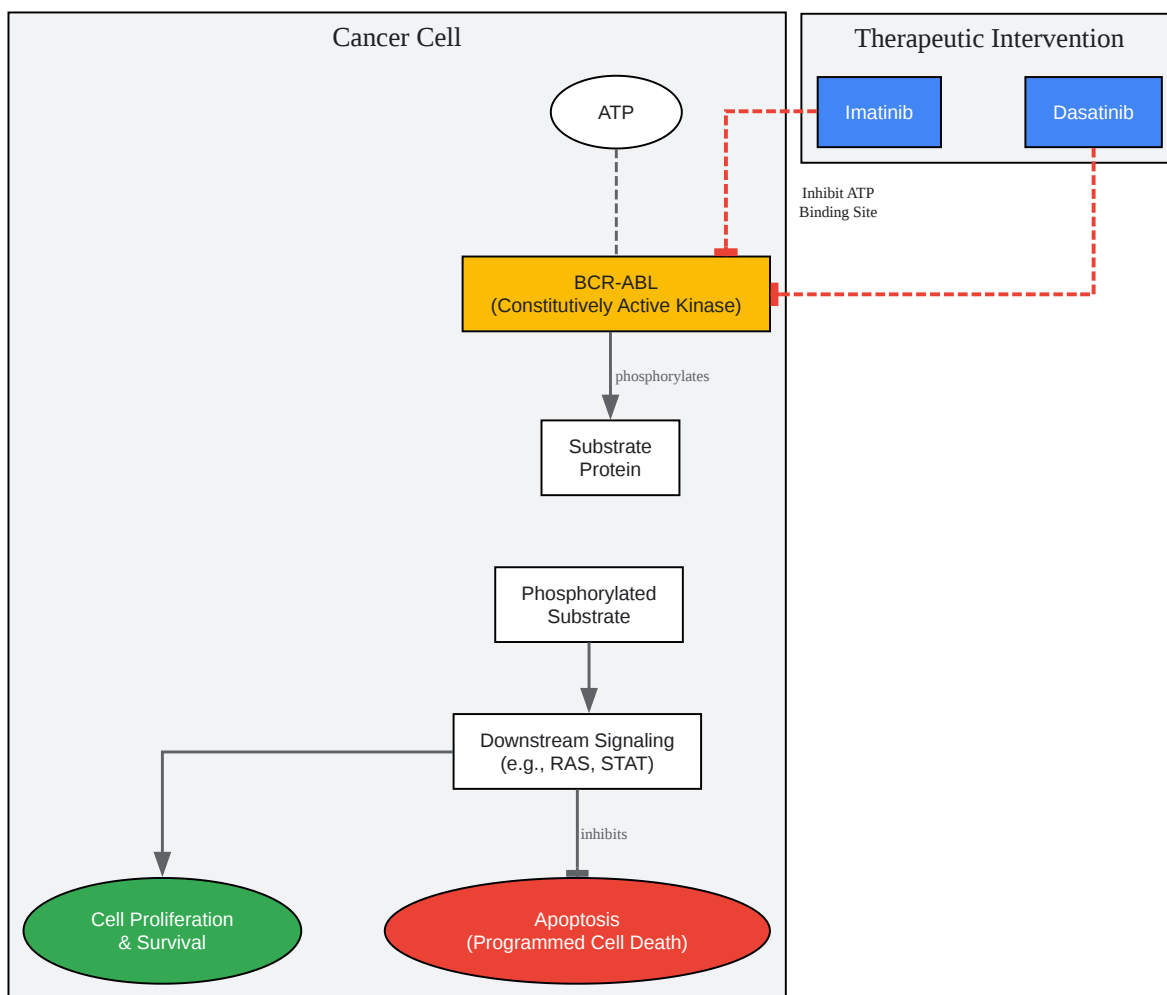 Cancer Cell
Therapeutic Intervention
ATP
Imatinib
Dasatinib
Inhibit ATP
Binding Site
BCR-ABL
(Constitutively Active Kinase)
phosphorylates
Substrate
Protein
Phosphorylated
Substrate
Downstream Signaling
(e.g., RAS, STAT)
inhibits
Cell Proliferation
& Survival
Apoptosis
(Programmed Cell Death)